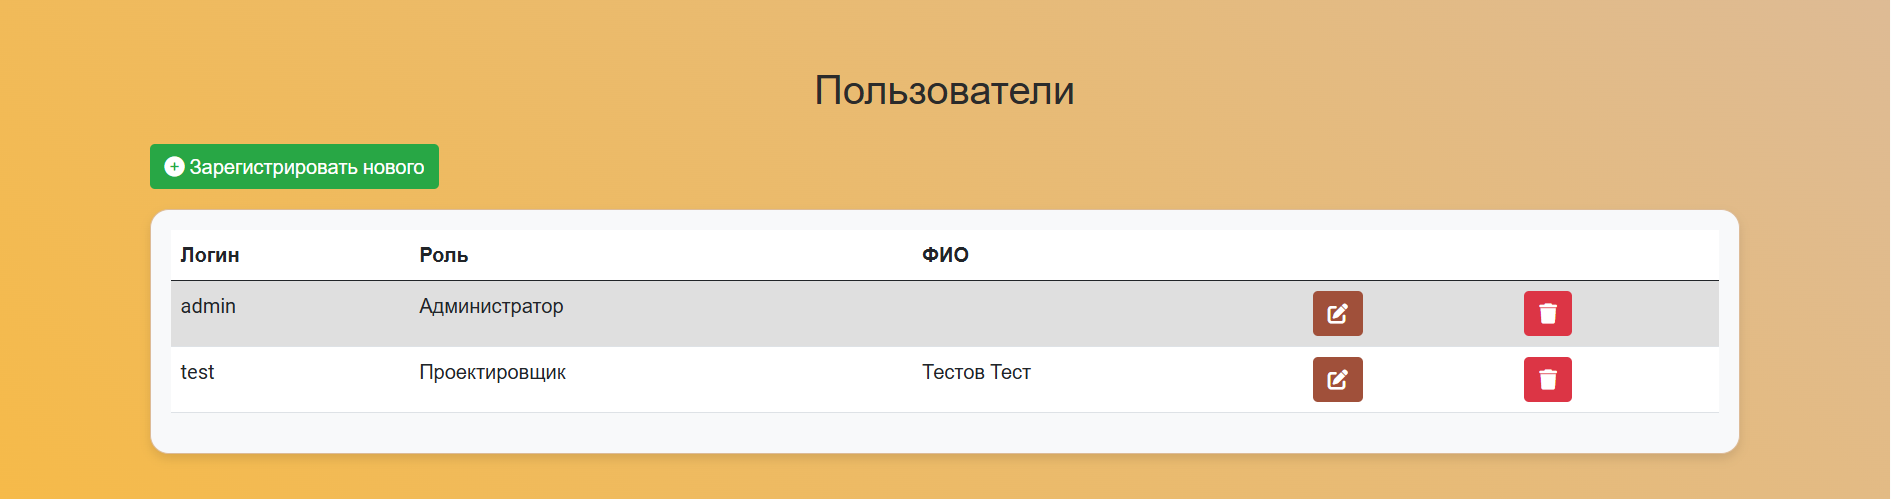 Пользователи
Зарегистрировать нового
Логин Роль ФИО
admin Администратор
test Проектировщик Тестов Тест